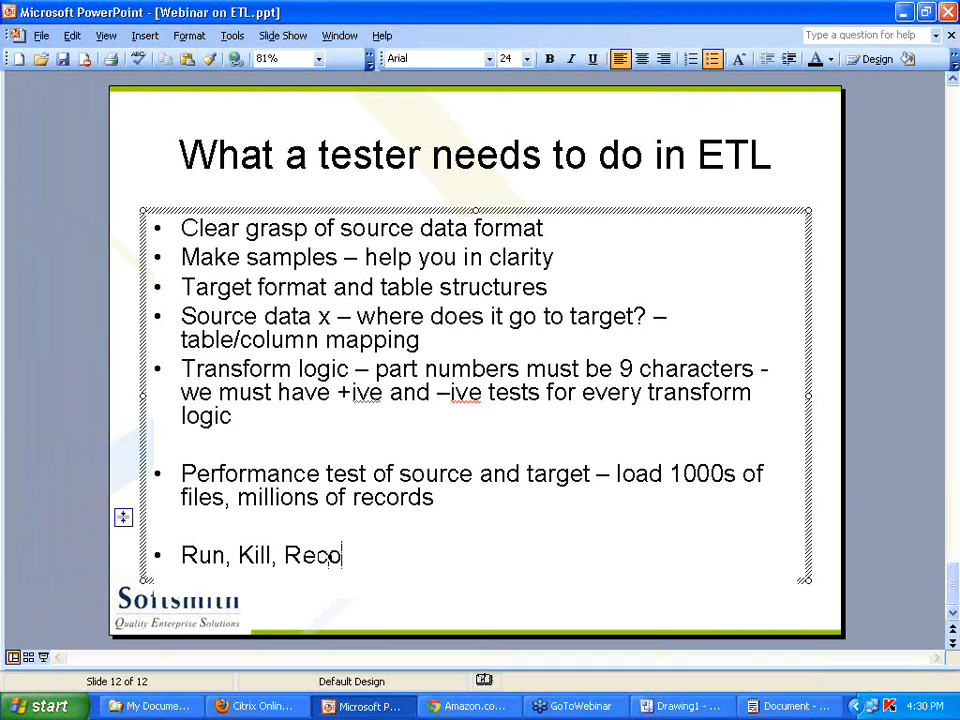 Microsoft PowerPoint - [Webinar on ETL.ppt]
File Edit View Insert Format Tools Slide Show Window Help Type a question for help
81% Arial 24 B I U A A Design
What a tester needs to do in ETL
• Clear grasp of source data format
• Make samples – help you in clarity
• Target format and table structures
• Source data x – where does it go to target? –
table/column mapping
• Transform logic – part numbers must be 9 characters -
we must have +ive and –ive tests for every transform
logic
• Performance test of source and target – load 1000s of
files, millions of records
• Run, Kill, Reco
Softsmith
Quality Enterprise Solutions
Slide 12 of 12 Default Design
start My Docume... Citrix Onlin... Microsoft P... Amazon.co... GoToWebinar Drawing1 - ... Document - ... 4:30 PM